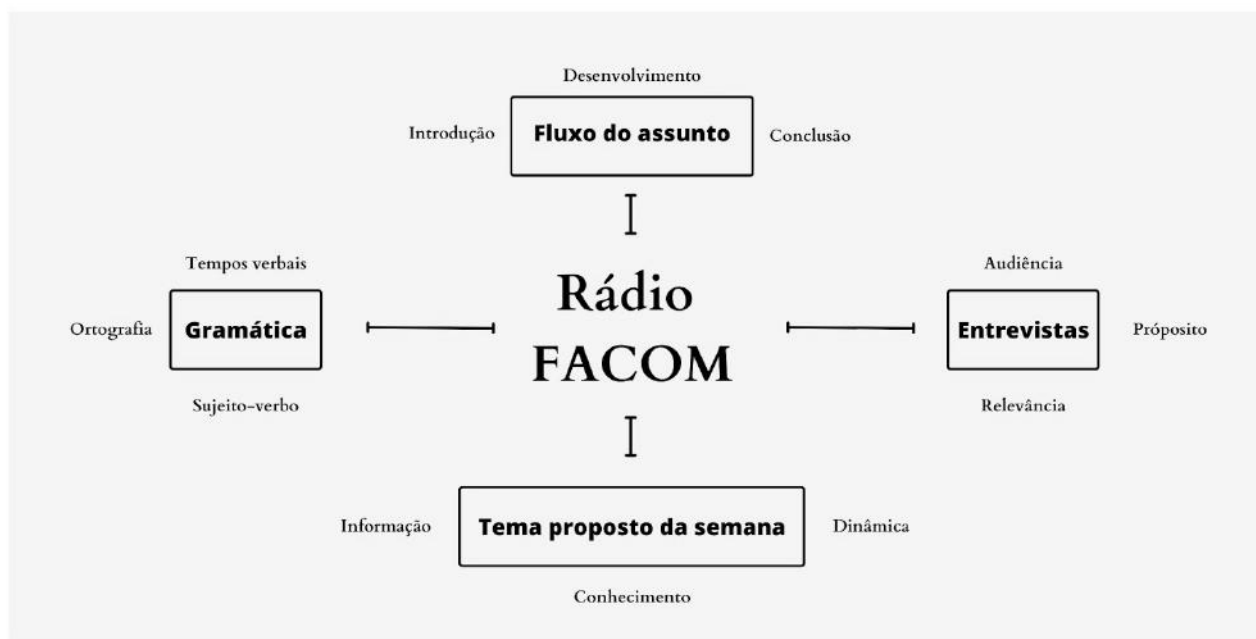 Desenvolvimento
Introdução
Fluxo do assunto
Conclusão
Tempos verbais
Ortografia
Gramática
Sujeito-verbo
Rádio
FACOM
Audiência
Entrevistas
Próposito
Relevância
Informação
Tema proposto da semana
Dinâmica
Conhecimento